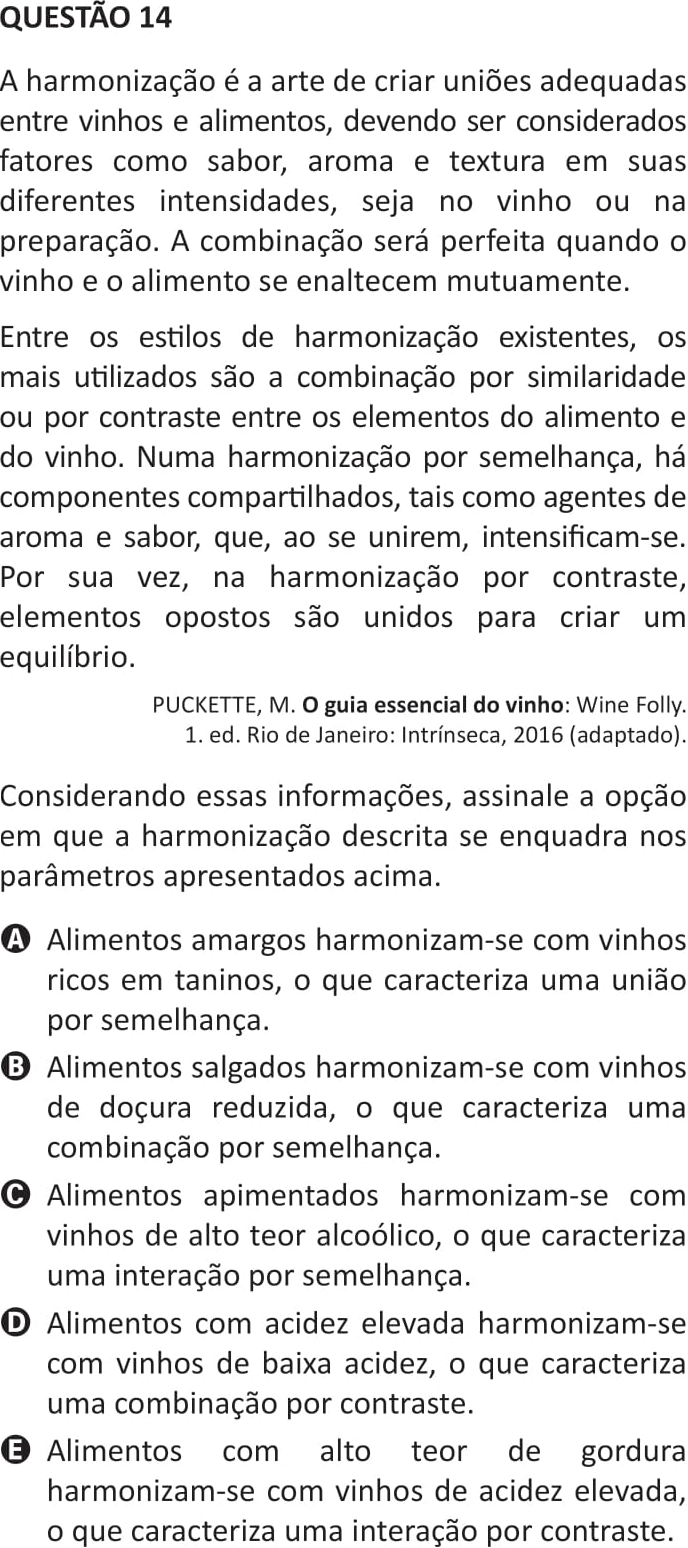 QUESTÃO 14
A harmonização é a arte de criar uniões adequadas
entre vinhos e alimentos, devendo ser considerados
fatores como sabor, aroma e textura em suas
diferentes intensidades, seja no vinho ou na
preparação. A combinação será perfeita quando o
vinho e o alimento se enaltecem mutuamente.
Entre os estilos de harmonização existentes, os
mais utilizados são a combinação por similaridade
ou por contraste entre os elementos do alimento e
do vinho. Numa harmonização por semelhança, há
componentes compartilhados, tais como agentes de
aroma e sabor, que, ao se unirem, intensificam-se.
Por sua vez, na harmonização por contraste,
elementos opostos são unidos para criar um
equilíbrio.
PUCKETTE, M. O guia essencial do vinho: Wine Folly.
1. ed. Rio de Janeiro: Intrínseca, 2016 (adaptado).
Considerando essas informações, assinale a opção
em que a harmonização descrita se enquadra nos
parâmetros apresentados acima.
A Alimentos amargos harmonizam-se com vinhos
ricos em taninos, o que caracteriza uma união
por semelhança.
B Alimentos salgados harmonizam-se com vinhos
de doçura reduzida, o que caracteriza uma
combinação por semelhança.
C Alimentos apimentados harmonizam-se com
vinhos de alto teor alcoólico, o que caracteriza
uma interação por semelhança.
D Alimentos com acidez elevada harmonizam-se
com vinhos de baixa acidez, o que caracteriza
uma combinação por contraste.
E Alimentos com alto teor de gordura
harmonizam-se com vinhos de acidez elevada,
o que caracteriza uma interação por contraste.